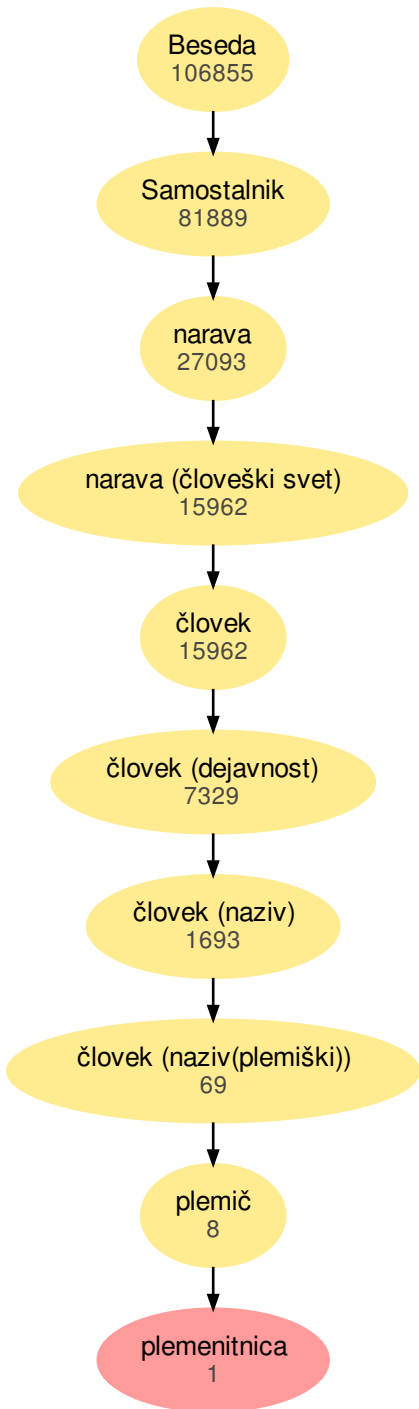 Beseda
106855
Samostalnik
81889
narava
27093
narava (človeški svet)
15962
človek
15962
človek (dejavnost)
7329
človek (naziv)
1693
človek (naziv(plemiški))
69
plemič
8
plemenitnica
1